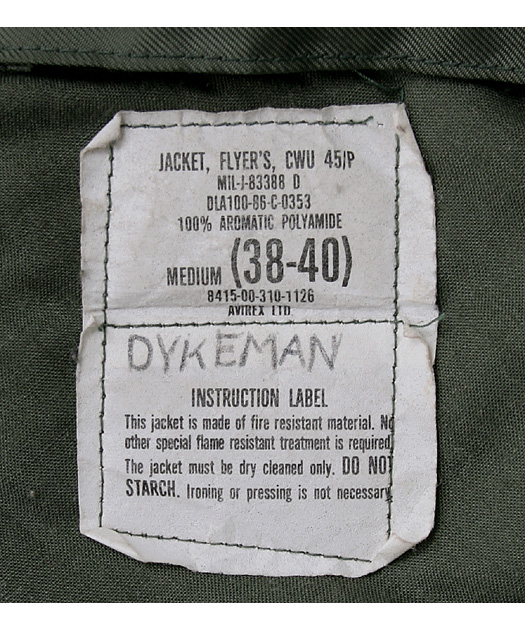 JACKET, FLYER'S, CWU 45/P
MIL-J-83388 D
DLA100-86-C-0353
100% AROMATIC POLYAMIDE
MEDIUM (38-40)
8415-00-310-1126
AVIREX LTD
DYKEMAN
INSTRUCTION LABEL
This jacket is made of fire resistant material. No
other special flame resistant treatment is required
The jacket must be dry cleaned only. DO NOT
STARCH. Ironing or pressing is not necessary